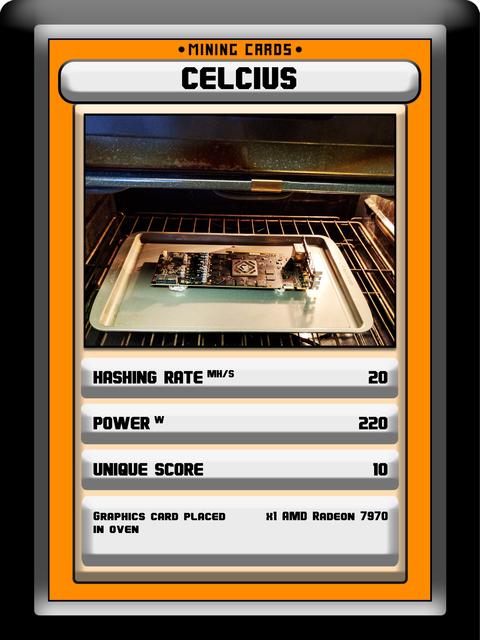 •MINING CARDS•
CELCIUS
HASHING RATE MH/S 20
POWER W 220
UNIQUE SCORE 10
GRAPHICS CARD PLACED X1 AMD RADEON 7970
IN OVEN